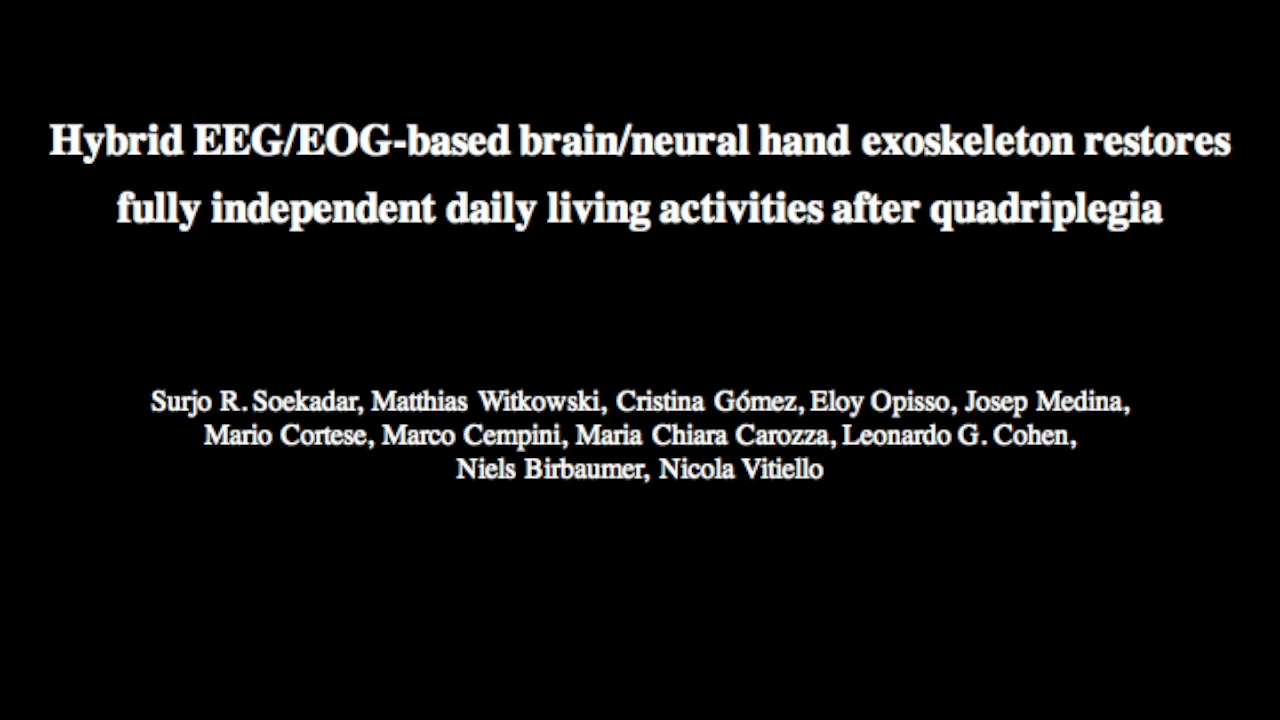 Hybrid EEG/EOG-based brain/neural hand exoskeleton restores
fully independent daily living activities after quadriplegia
Surjo R. Soekadar, Matthias Witkowski, Cristina Gómez, Eloy Opisso, Josep Medina,
Mario Cortese, Marco Cempini, Maria Chiara Carozza, Leonardo G. Cohen,
Niels Birbaumer, Nicola Vitiello